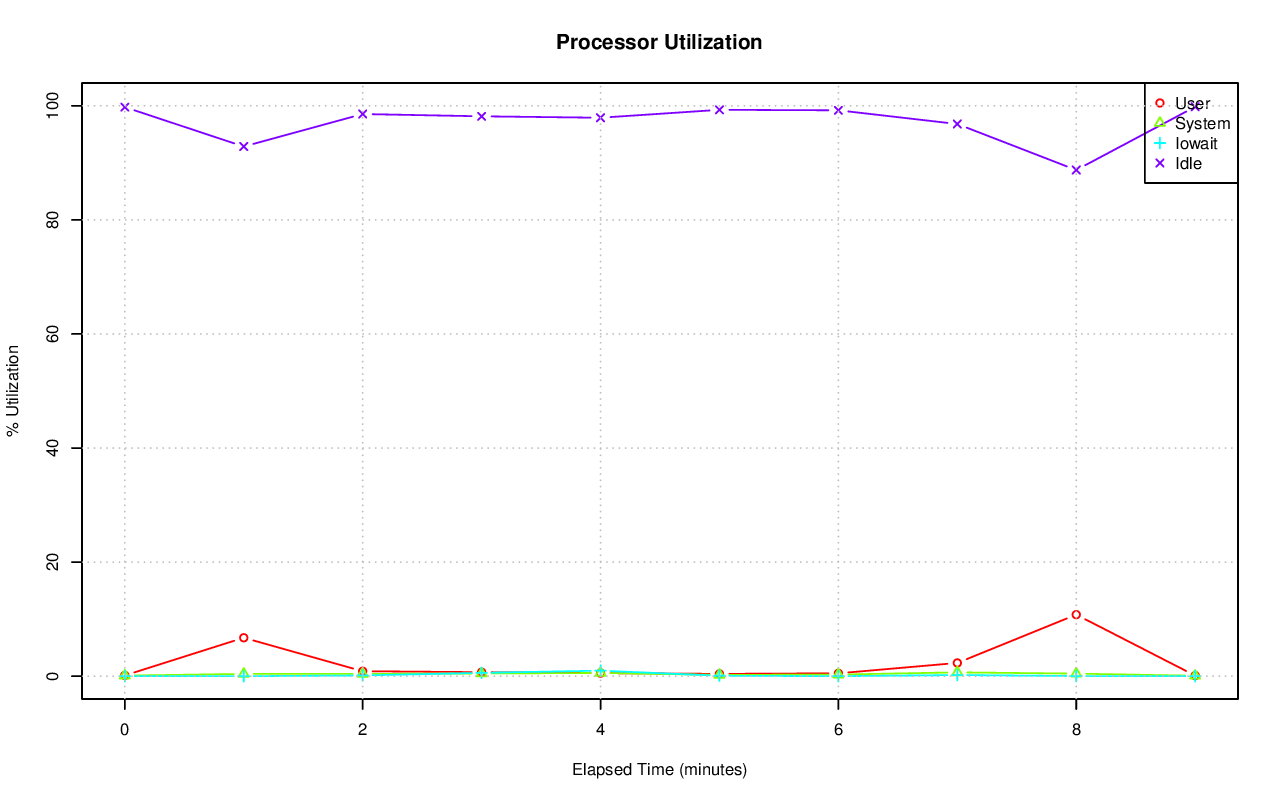 Processor Utilization
100
80
60
40
20
0
% Utilization
User
System
Iowait
Idle
0 2 4 6 8
Elapsed Time (minutes)